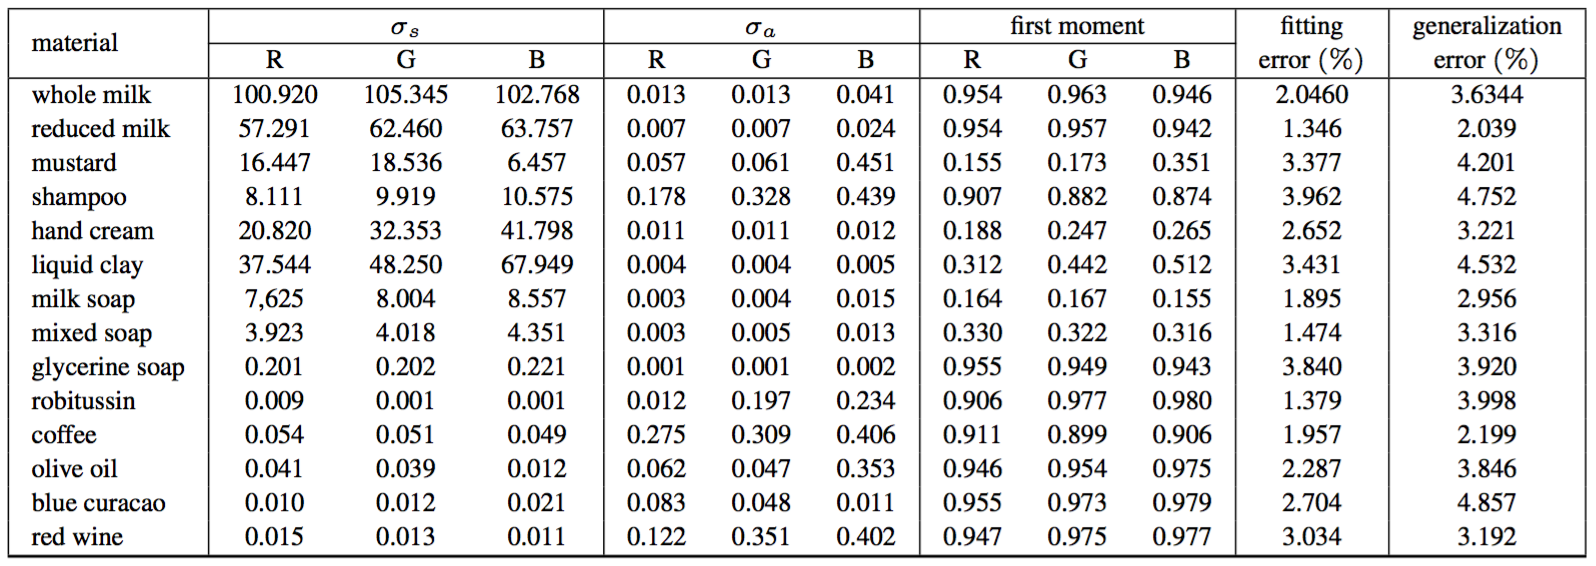 material σs σa first moment fitting error (%) generalization error (%)
R G B R G B R G B
whole milk 100.920 105.345 102.768 0.013 0.013 0.041 0.954 0.963 0.946 2.0460 3.6344
reduced milk 57.291 62.460 63.757 0.007 0.007 0.024 0.954 0.957 0.942 1.346 2.039
mustard 16.447 18.536 6.457 0.057 0.061 0.451 0.155 0.173 0.351 3.377 4.201
shampoo 8.111 9.919 10.575 0.178 0.328 0.439 0.907 0.882 0.874 3.962 4.752
hand cream 20.820 32.353 41.798 0.011 0.011 0.012 0.188 0.247 0.265 2.652 3.221
liquid clay 37.544 48.250 67.949 0.004 0.004 0.005 0.312 0.442 0.512 3.431 4.532
milk soap 7,625 8.004 8.557 0.003 0.004 0.015 0.164 0.167 0.155 1.895 2.956
mixed soap 3.923 4.018 4.351 0.003 0.005 0.013 0.330 0.322 0.316 1.474 3.316
glycerine soap 0.201 0.202 0.221 0.001 0.001 0.002 0.955 0.949 0.943 3.840 3.920
robitussin 0.009 0.001 0.001 0.012 0.197 0.234 0.906 0.977 0.980 1.379 3.998
coffee 0.054 0.051 0.049 0.275 0.309 0.406 0.911 0.899 0.906 1.957 2.199
olive oil 0.041 0.039 0.012 0.062 0.047 0.353 0.946 0.954 0.975 2.287 3.846
blue curacao 0.010 0.012 0.021 0.083 0.048 0.011 0.955 0.973 0.979 2.704 4.857
red wine 0.015 0.013 0.011 0.122 0.351 0.402 0.947 0.975 0.977 3.034 3.192